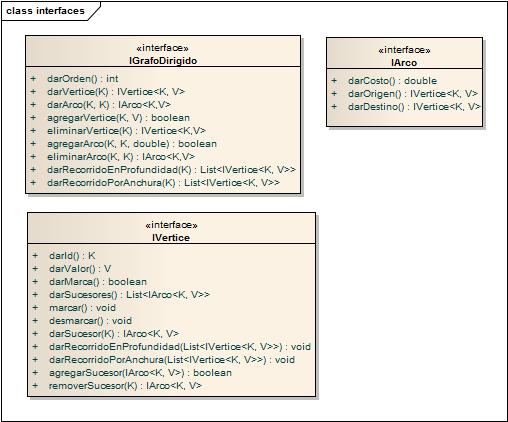 class interfaces
«interface»
IGrafoDirigido
+ darOrden() : int
+ darVertice(K) : IVertice<K, V>
+ darArco(K, K) : IArco<K,V>
+ agregarVertice(K, V) : boolean
+ eliminarVertice(K) : IVertice<K,V>
+ agregarArco(K, K, double) : boolean
+ eliminarArco(K, K) : IArco<K,V>
+ darRecorridoEnProfundidad(K) : List<IVertice<K, V>>
+ darRecorridoPorAnchura(K) : List<IVertice<K, V>>
«interface»
IArco
+ darCosto() : double
+ darOrigen() : IVertice<K, V>
+ darDestino() : IVertice<K, V>
«interface»
IVertice
+ darId() : K
+ darValor() : V
+ darMarca() : boolean
+ darSucesores() : List<IArco<K, V>>
+ marcar() : void
+ desmarcar() : void
+ darSucesor(K) : IArco<K, V>
+ darRecorridoEnProfundidad(List<IVertice<K, V>>) : void
+ darRecorridoPorAnchura(List<IVertice<K, V>>) : void
+ agregarSucesor(IArco<K, V>) : boolean
+ removerSucesor(K) : IArco<K, V>